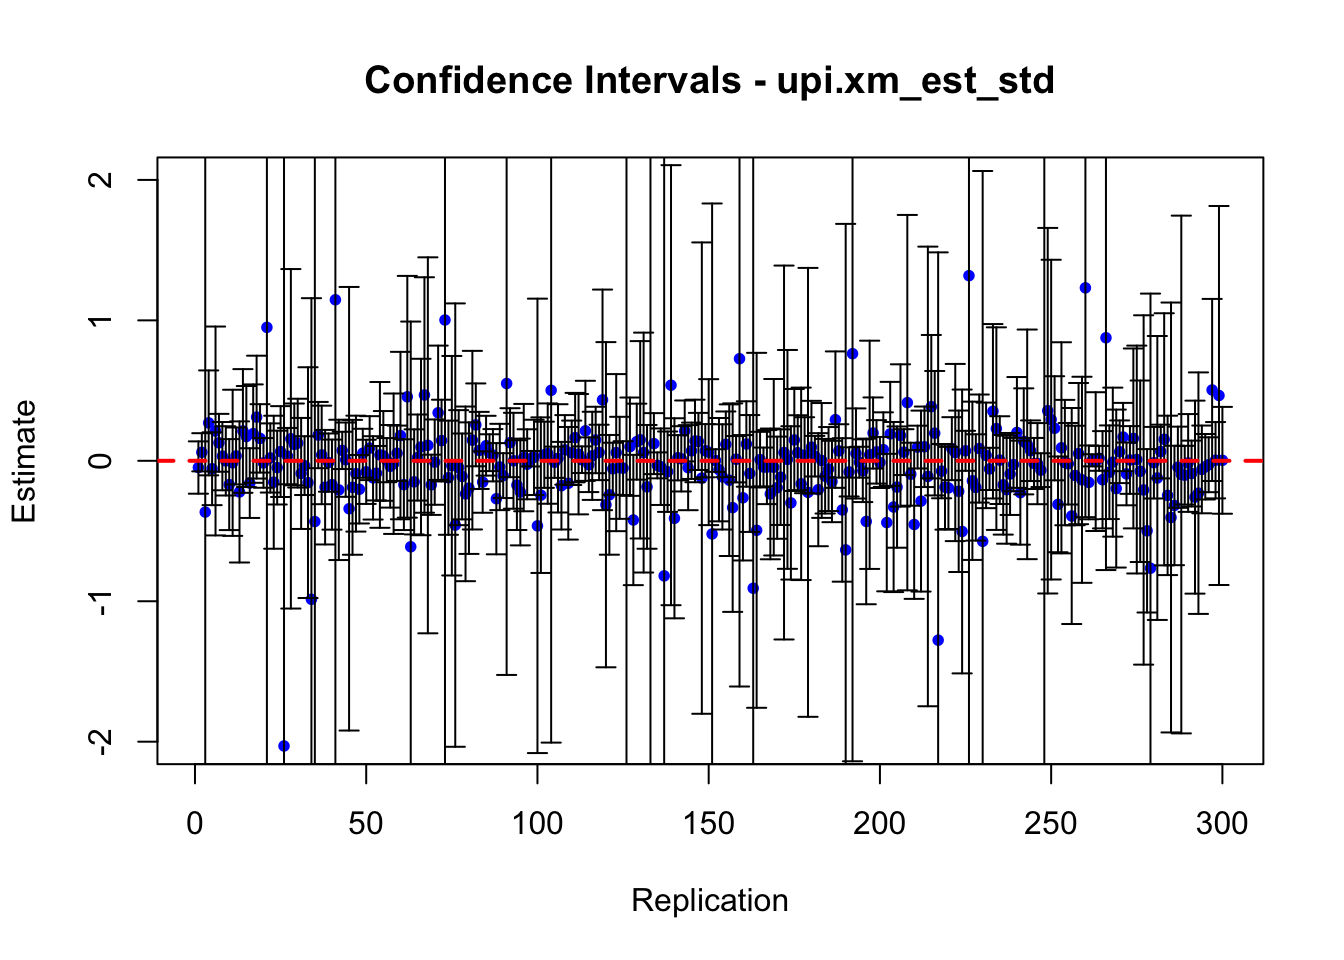 Confidence Intervals - upi.xm_est_std
Estimate
2
1
0
-1
-2
0 50 100 150 200 250 300
Replication